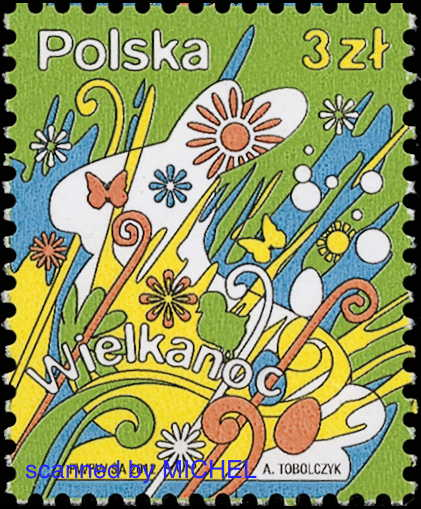 Polska 3 zł
Wielkanoc
A. TOBOLCZYK
scanned by MICHEL